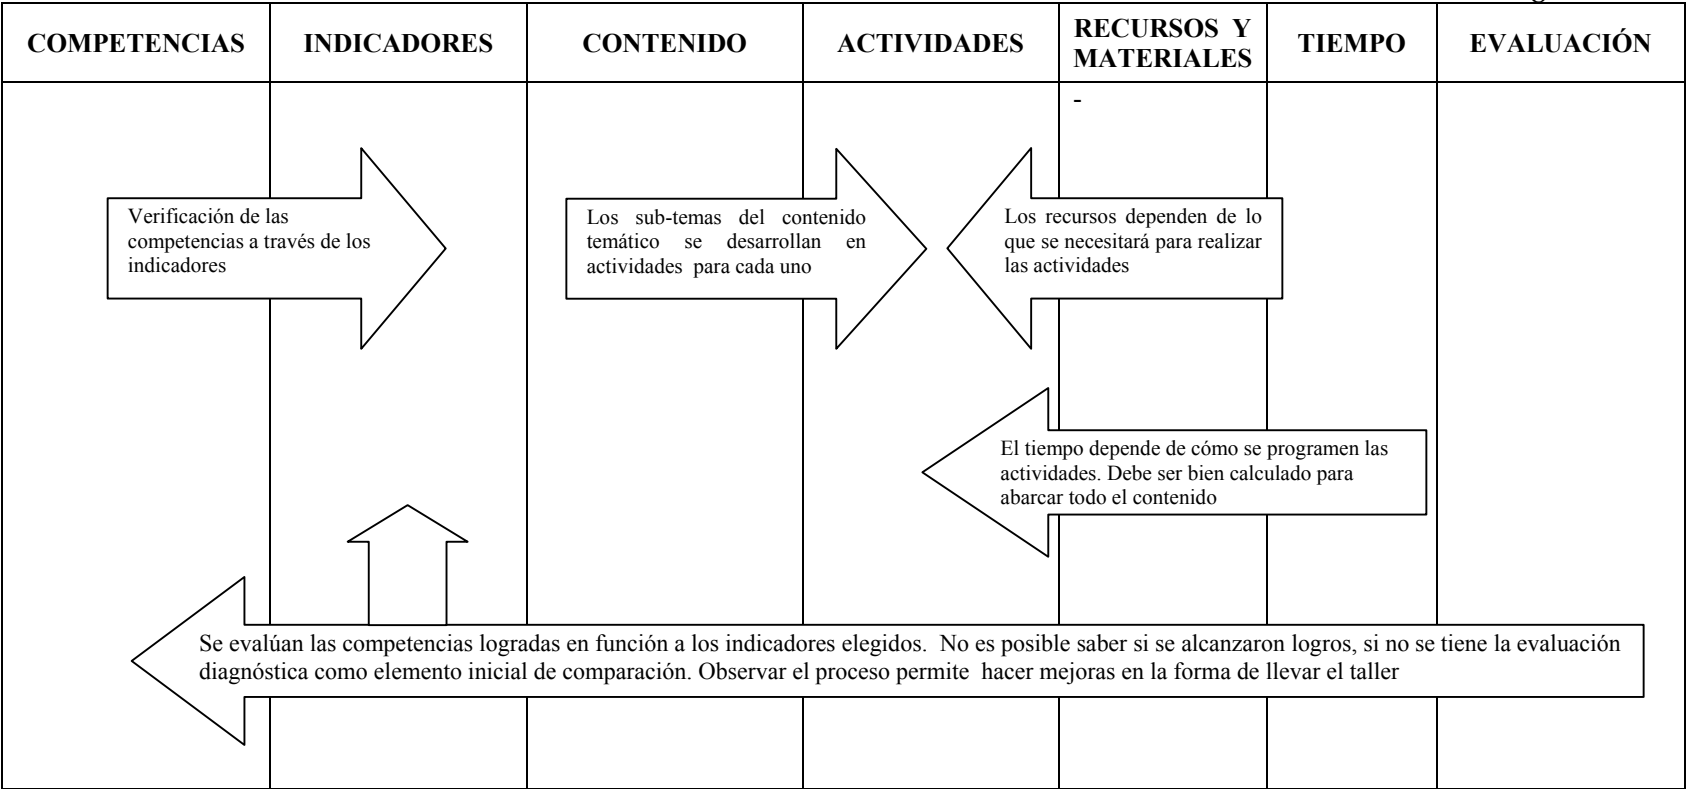 COMPETENCIAS
INDICADORES
CONTENIDO
ACTIVIDADES
RECURSOS Y
MATERIALES
TIEMPO
EVALUACIÓN
-
Verificación de las
competencias a través de los
indicadores
Los sub-temas del contenido
temático se desarrollan en
actividades para cada uno
Los recursos dependen de lo
que se necesitará para realizar
las actividades
El tiempo depende de cómo se programen las
actividades. Debe ser bien calculado para
abarcar todo el contenido
Se evalúan las competencias logradas en función a los indicadores elegidos. No es posible saber si se alcanzaron logros, si no se tiene la evaluación
diagnóstica como elemento inicial de comparación. Observar el proceso permite hacer mejoras en la forma de llevar el taller